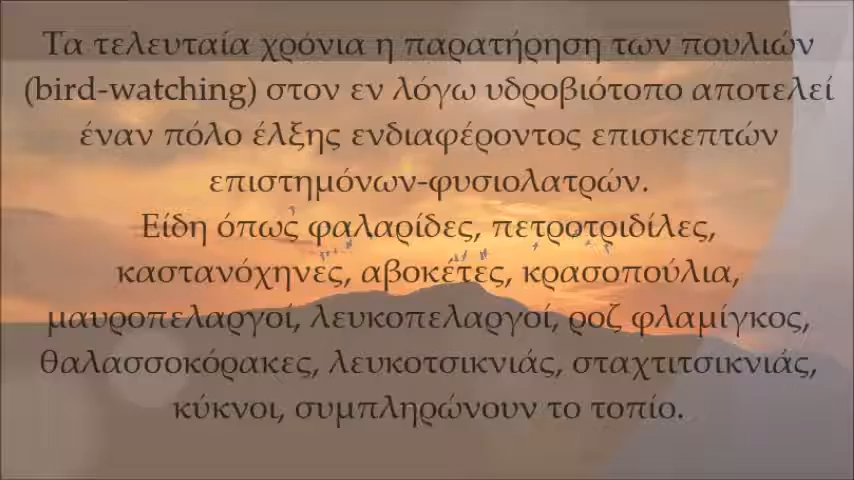 Τα τελευταία χρόνια η παρατήρηση των πουλιών
(bird-watching) στον εν λόγω υδροβιότοπο αποτελεί
έναν πόλο έλξης ενδιαφέροντος επισκεπτών
επιστημόνων-φυσιολατρών.
Είδη όπως φαλαρίδες, πετροτριδίλες,
καστανόχηνες, αβοκέτες, κρασοπούλια,
μαυροπελαργοί, λευκοπελαργοί, ροζ φλαμίγκος,
θαλασσοκόρακες, λευκοτσικνιάς, σταχτιτσικνιάς,
κύκνοι, συμπληρώνουν το τοπίο.